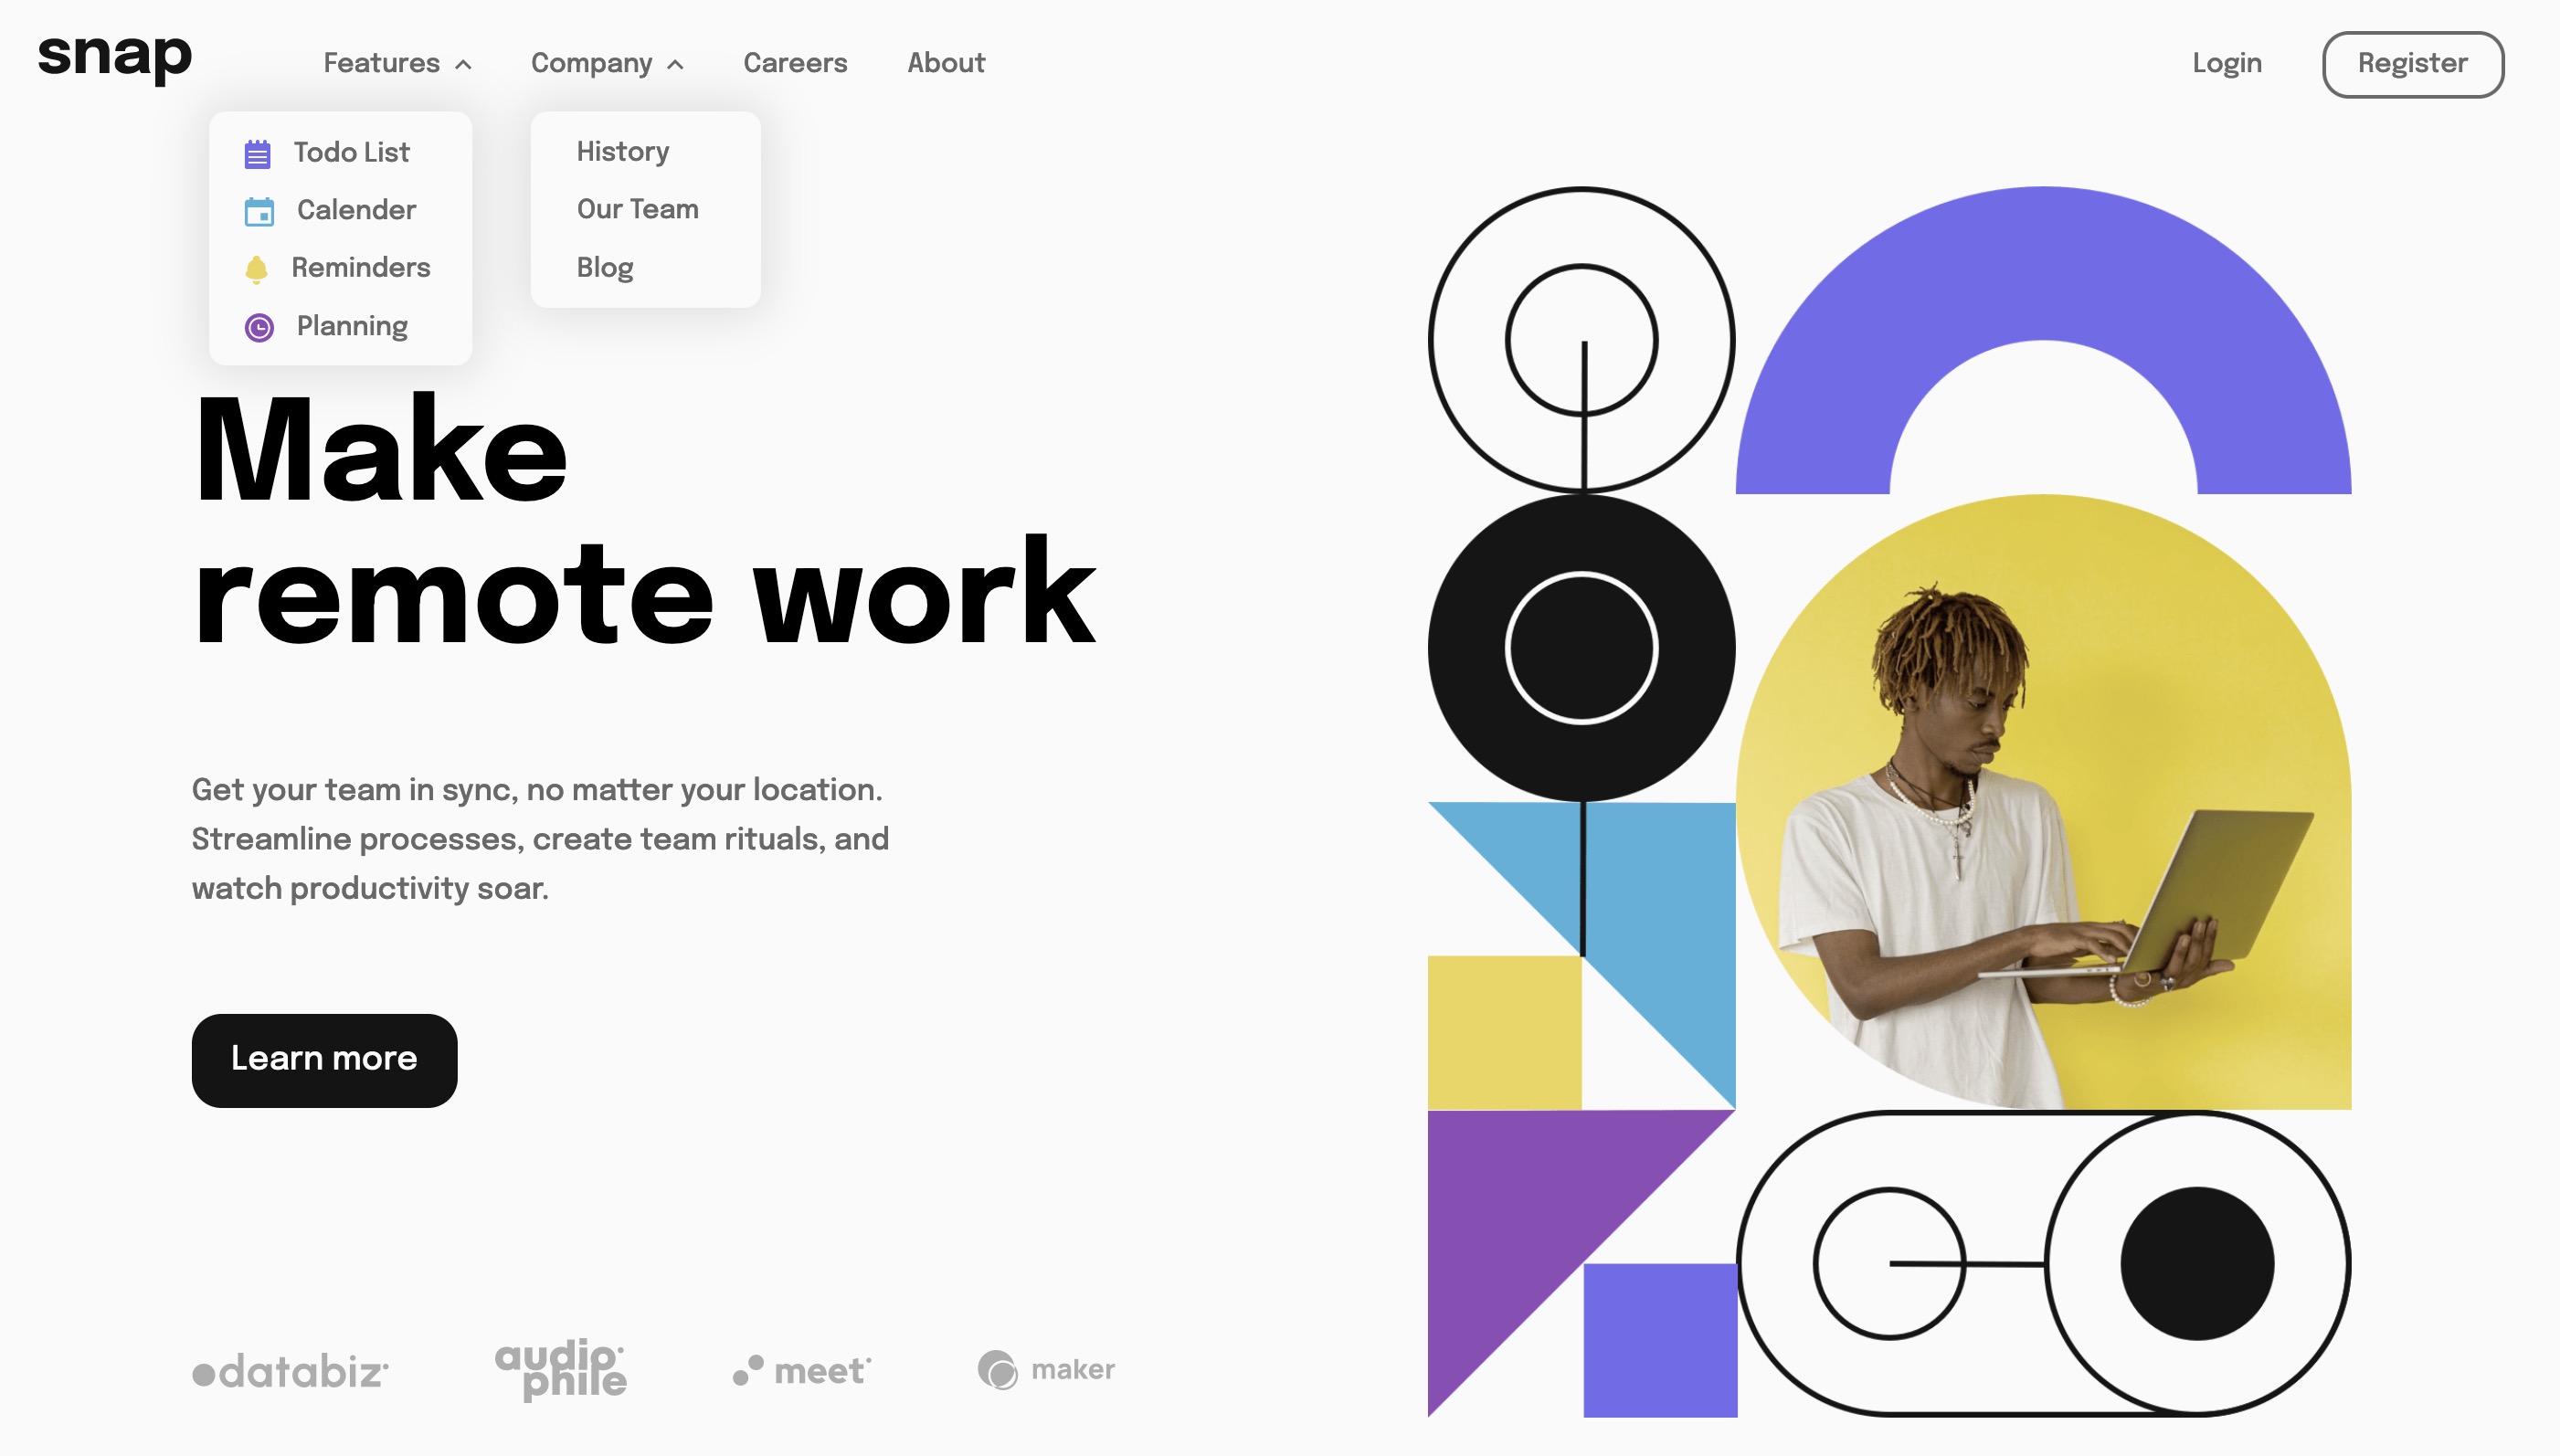 snap
Features
Company
Careers
About
Login
Register
Todo List
Calender
Reminders
Planning
History
Our Team
Blog
Make
remote work
Get your team in sync, no matter your location.
Streamline processes, create team rituals, and
watch productivity soar.
Learn more
databiz
audio
phile
meet
maker